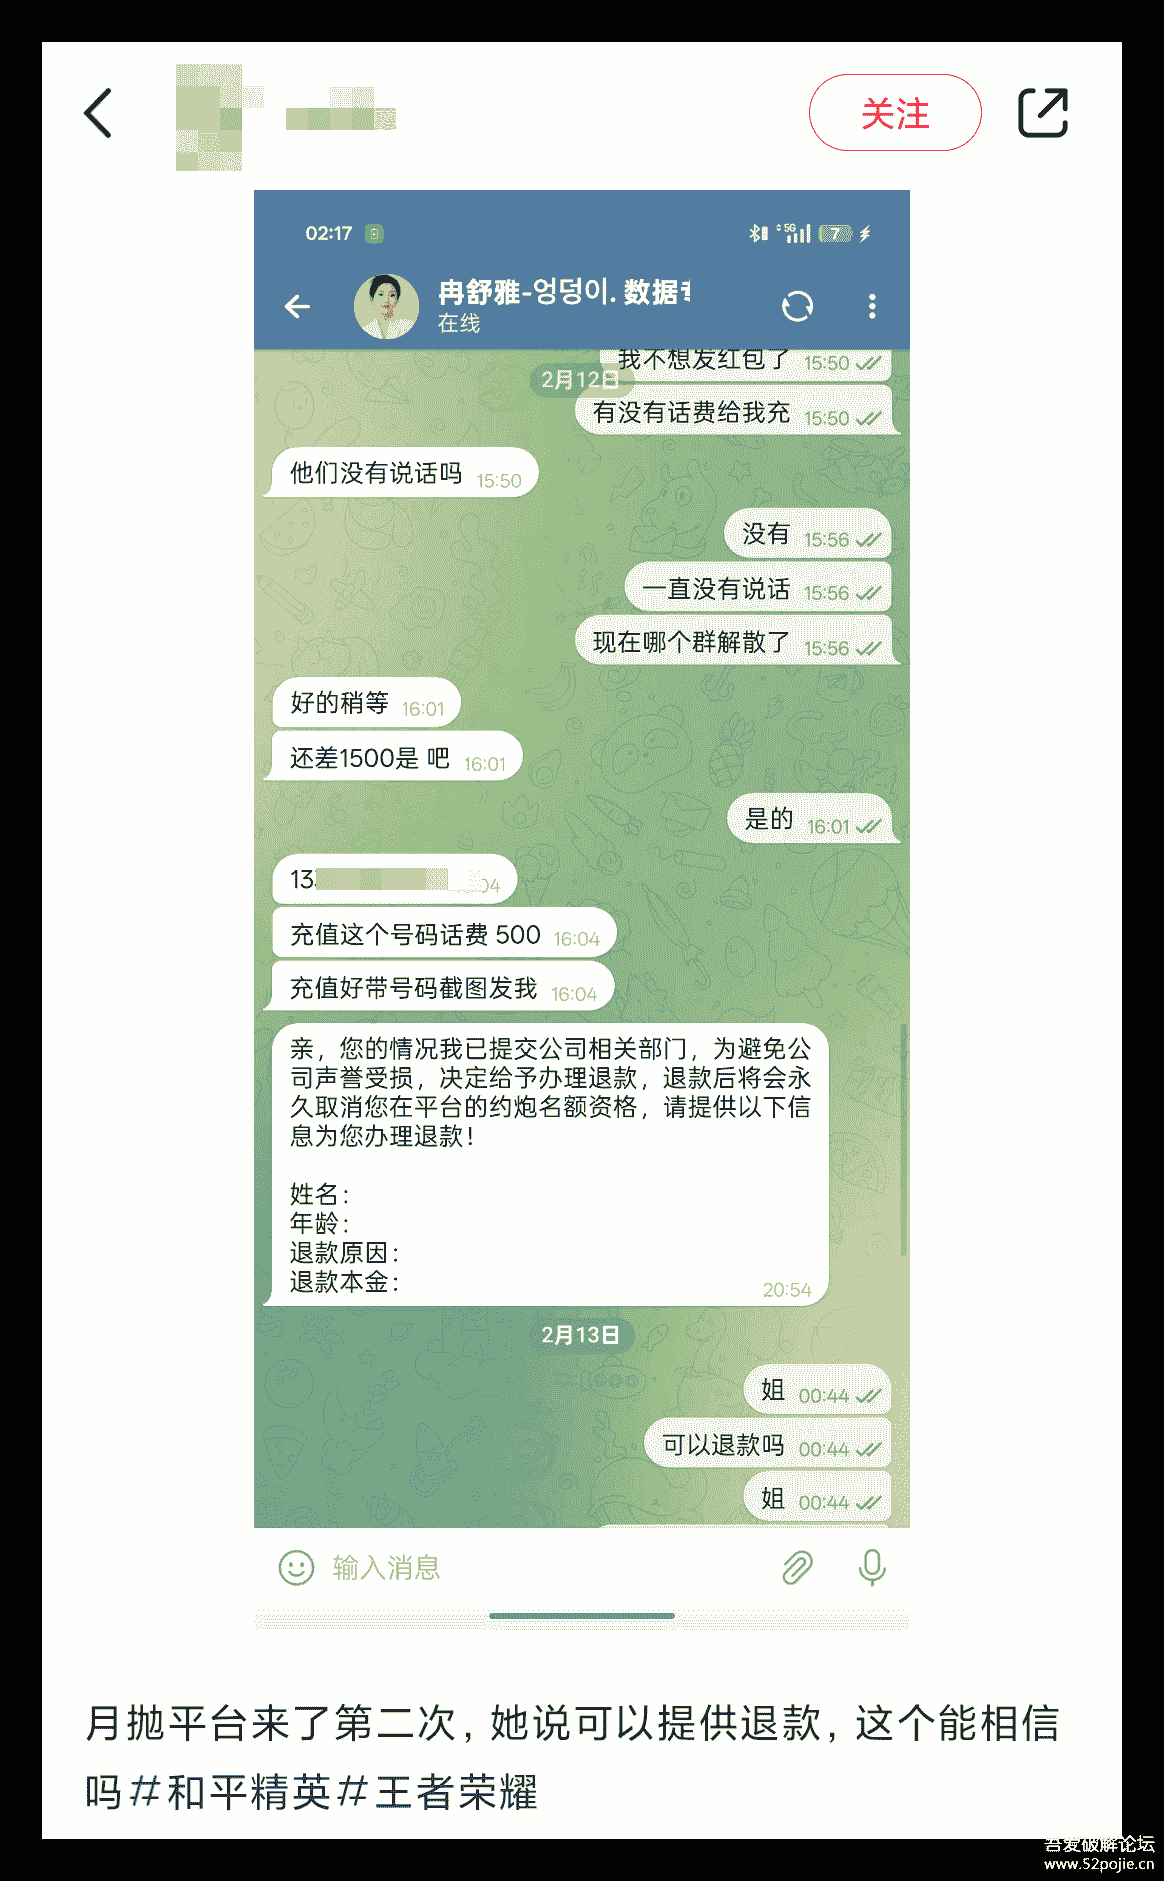 关注
02:17
5G
7
冉舒雅-엉덩이. 数据
在线
我不想发红包了 15:50
2月12日
有没有话费给我充 15:50
他们没有说话吗 15:50
没有 15:56
一直没有说话 15:56
现在哪个群解散了 15:56
好的稍等 16:01
还差1500是 吧 16:01
是的 16:01
13
04
充值这个号码话费 500 16:04
充值好带号码截图发我 16:04
亲，您的情况我已提交公司相关部门，为避免公
司声誉受损，决定给予办理退款，退款后将会永
久取消您在平台的约炮名额资格，请提供以下信
息为您办理退款！
姓名：
年龄：
退款原因：
退款本金：
20:54
2月13日
姐 00:44
可以退款吗 00:44
姐 00:44
输入消息
月抛平台来了第二次，她说可以提供退款，这个能相信
吗#和平精英#王者荣耀
吾爱破解论坛
www.52pojie.cn